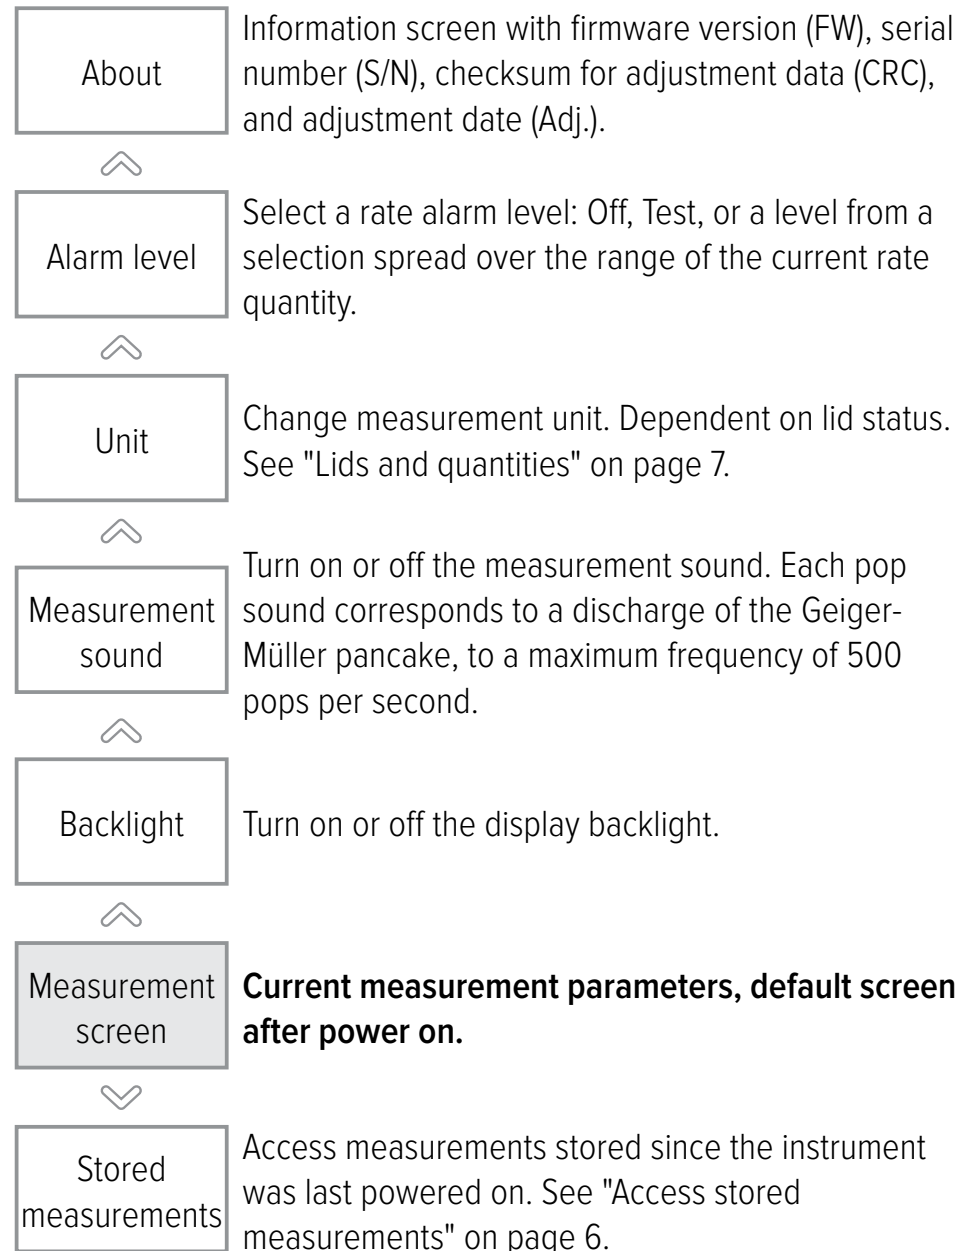 About
Information screen with firmware version (FW), serial
number (S/N), checksum for adjustment data (CRC),
and adjustment date (Adj.).
Alarm level
Select a rate alarm level: Off, Test, or a level from a
selection spread over the range of the current rate
quantity.
Unit
Change measurement unit. Dependent on lid status.
See "Lids and quantities" on page 7.
Measurement
sound
Turn on or off the measurement sound. Each pop
sound corresponds to a discharge of the Geiger-
Müller pancake, to a maximum frequency of 500
pops per second.
Backlight
Turn on or off the display backlight.
Measurement
screen
Current measurement parameters, default screen
after power on.
Stored
measurements
Access measurements stored since the instrument
was last powered on. See "Access stored
measurements" on page 6.